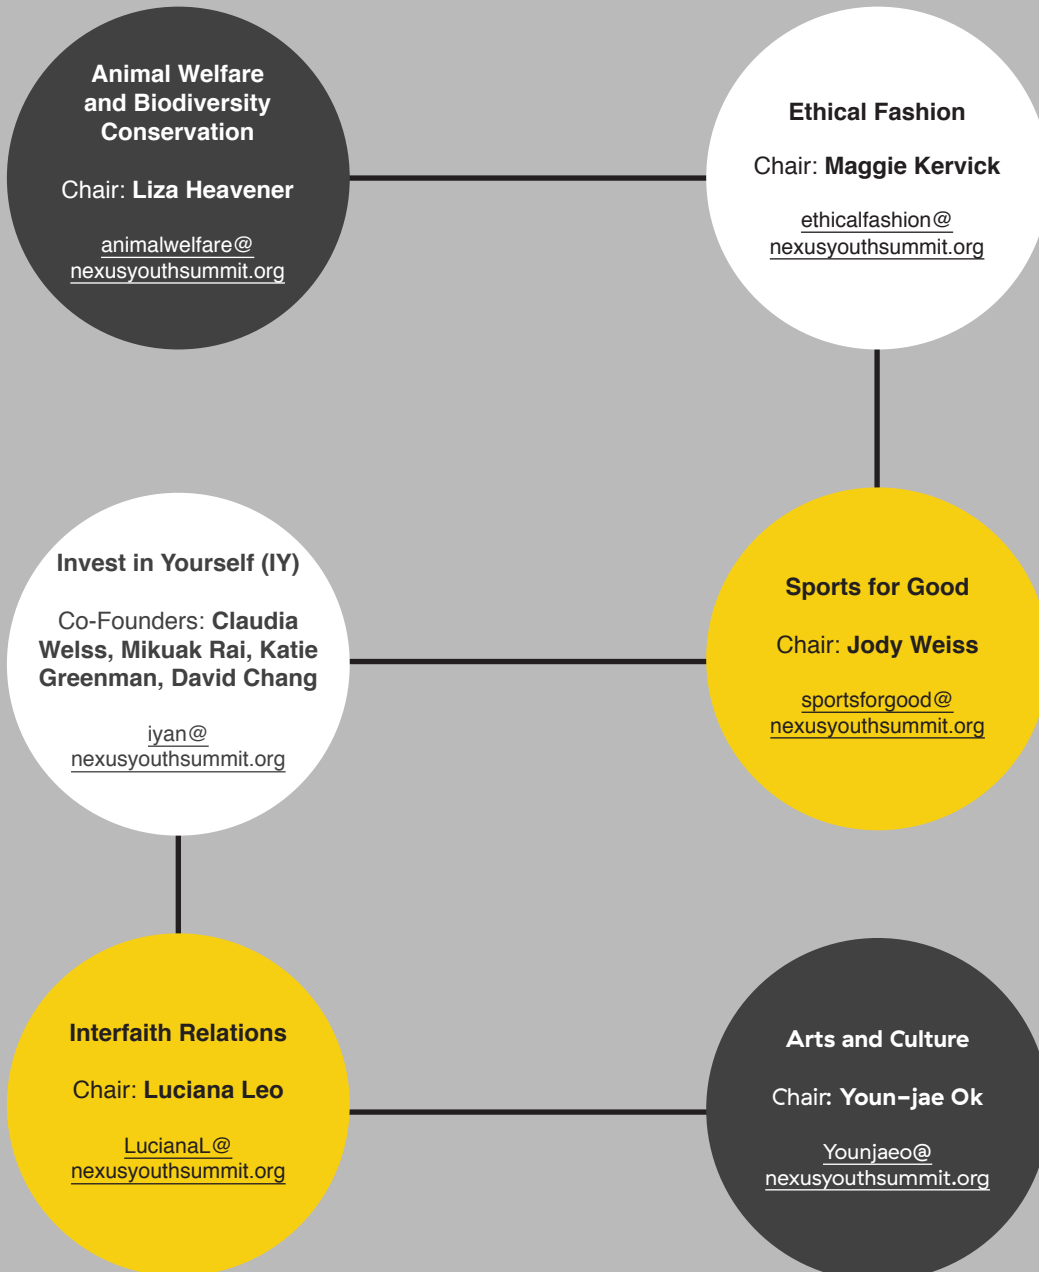 Animal Welfare
and Biodiversity
Conservation
Chair: Liza Heavener
animalwelfare@
nexusyouthsummit.org
Ethical Fashion
Chair: Maggie Kervick
ethicalfashion@
nexusyouthsummit.org
Invest in Yourself (IY)
Co-Founders: Claudia
Welss, Mikuak Rai, Katie
Greenman, David Chang
iyan@
nexusyouthsummit.org
Sports for Good
Chair: Jody Weiss
sportsforgood@
nexusyouthsummit.org
Interfaith Relations
Chair: Luciana Leo
LucianaL@
nexusyouthsummit.org
Arts and Culture
Chair: Youn-jae Ok
Younjaeo@
nexusyouthsummit.org